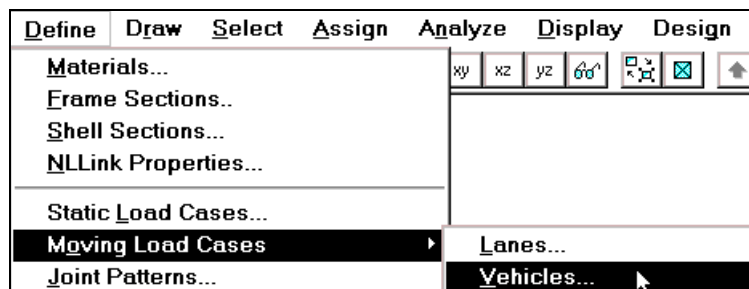 Define Draw Select Assign Analyze Display Design
Materials...
xy xz yz
Frame Sections..
Shell Sections...
NLLink Properties...
Static Load Cases...
Moving Load Cases
Lanes...
Joint Patterns...
Vehicles...